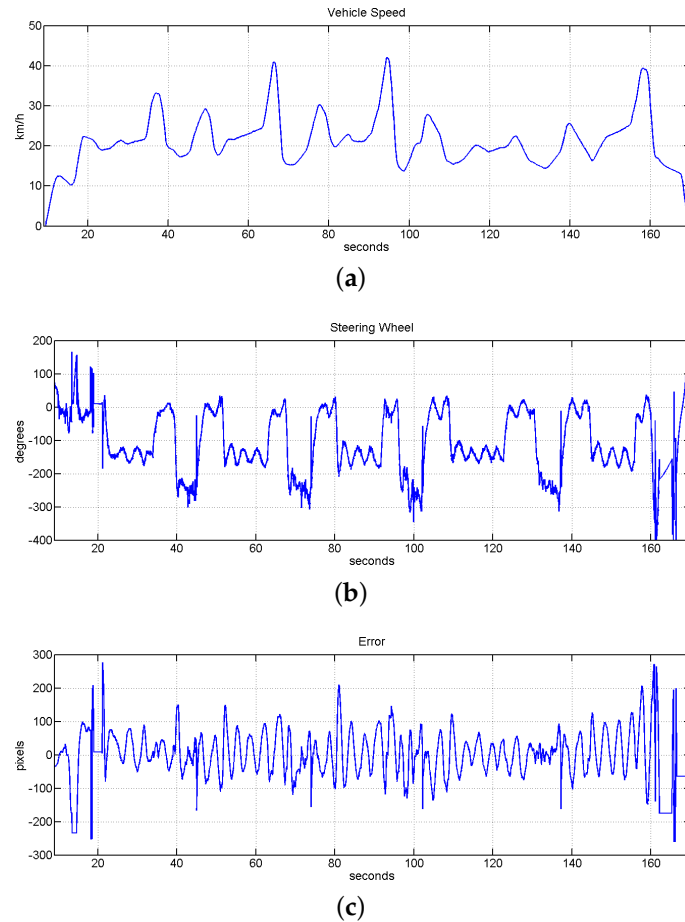 Vehicle Speed
50
40
30
20
10
0
km/h
20 40 60 80 100 120 140 160
seconds
(a)
Steering Wheel
200
100
0
-100
-200
-300
-400
degrees
20 40 60 80 100 120 140 160
seconds
(b)
Error
300
200
100
0
-100
-200
-300
pixels
20 40 60 80 100 120 140 160
seconds
(c)